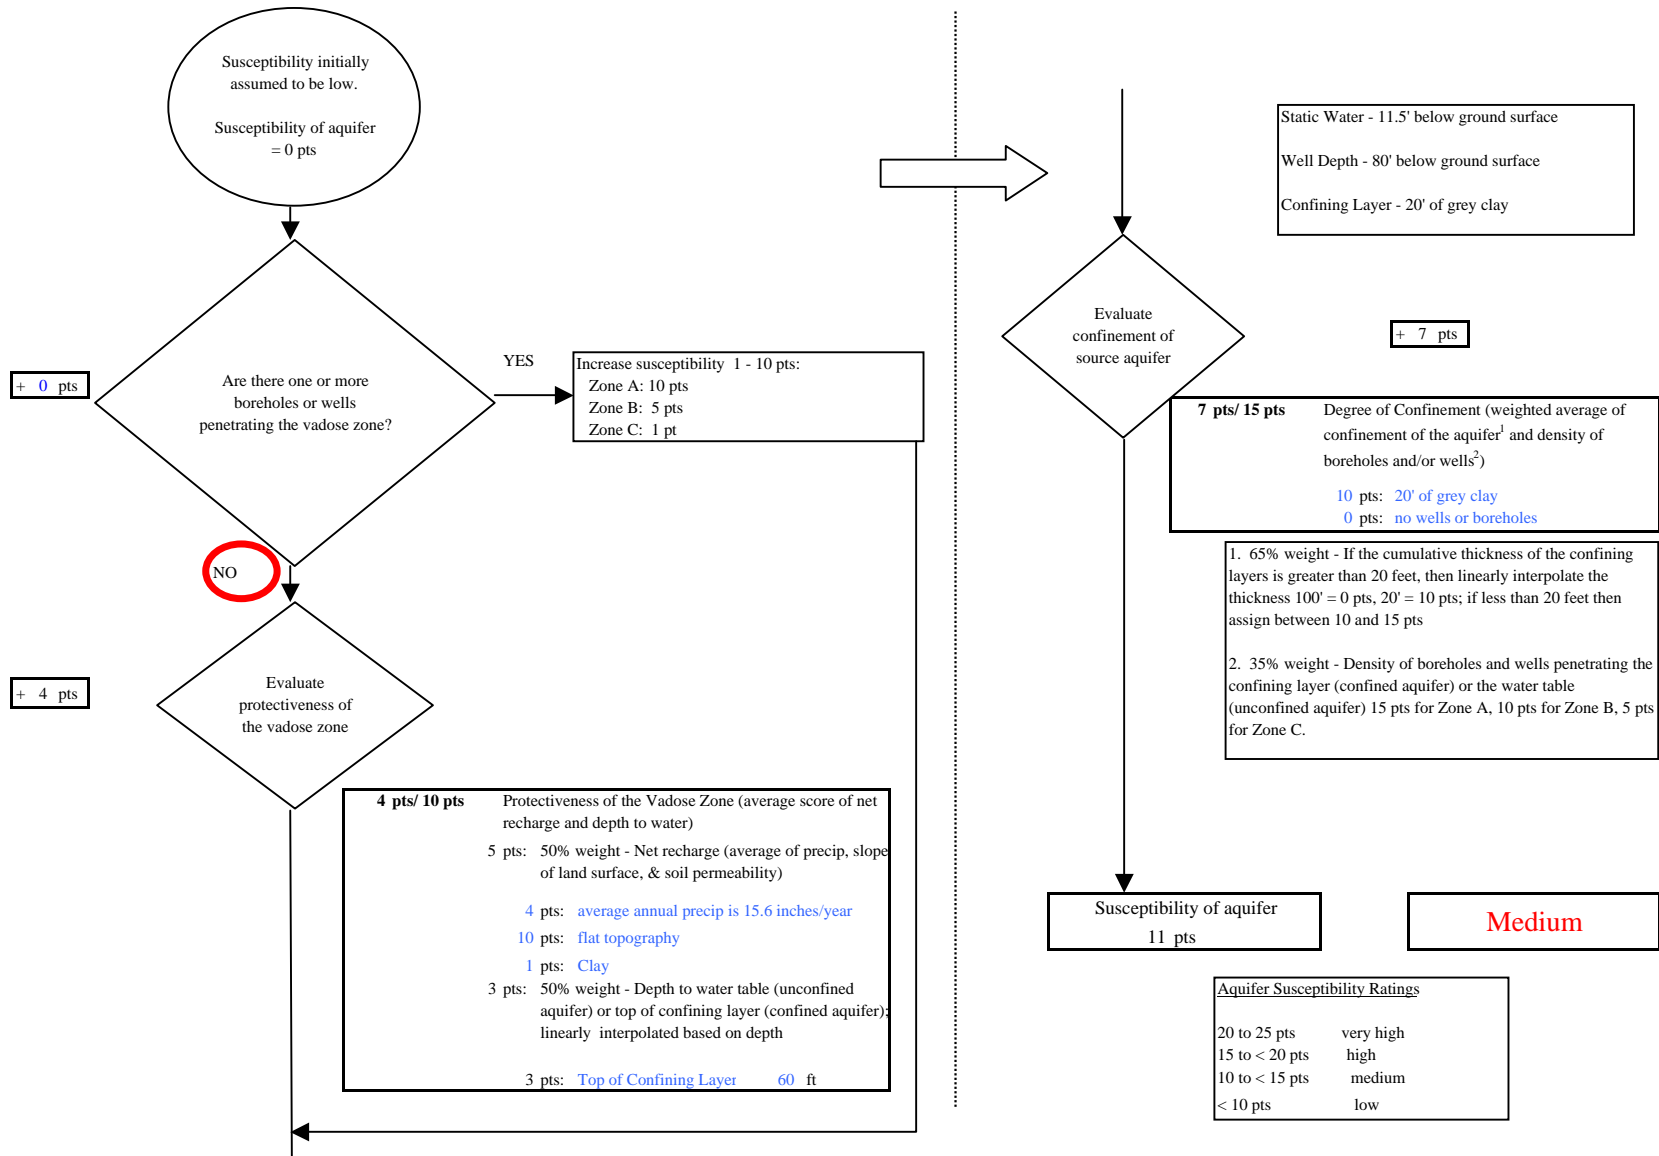 Susceptibility initially
assumed to be low.
Susceptibility of aquifer
= 0 pts
+ 0 pts
Are there one or more
boreholes or wells
penetrating the vadose zone?
YES
Increase susceptibility 1 - 10 pts:
Zone A: 10 pts
Zone B: 5 pts
Zone C: 1 pt
NO
+ 4 pts
Evaluate
protectiveness of
the vadose zone
4 pts/ 10 pts Protectiveness of the Vadose Zone (average score of net
recharge and depth to water)
5 pts: 50% weight - Net recharge (average of precip, slope
of land surface, & soil permeability)
4 pts: average annual precip is 15.6 inches/year
10 pts: flat topography
1 pts: Clay
3 pts: 50% weight - Depth to water table (unconfined
aquifer) or top of confining layer (confined aquifer);
linearly interpolated based on depth
3 pts: Top of Confining Layer 60 ft
Static Water - 11.5' below ground surface
Well Depth - 80' below ground surface
Confining Layer - 20' of grey clay
Evaluate
confinement of
source aquifer
+ 7 pts
7 pts/ 15 pts Degree of Confinement (weighted average of
confinement of the aquifer1 and density of
boreholes and/or wells2)
10 pts: 20' of grey clay
0 pts: no wells or boreholes
1. 65% weight - If the cumulative thickness of the confining
layers is greater than 20 feet, then linearly interpolate the
thickness 100' = 0 pts, 20' = 10 pts; if less than 20 feet then
assign between 10 and 15 pts
2. 35% weight - Density of boreholes and wells penetrating the
confining layer (confined aquifer) or the water table
(unconfined aquifer) 15 pts for Zone A, 10 pts for Zone B, 5 pts
for Zone C.
Susceptibility of aquifer
11 pts
Medium
Aquifer Susceptibility Ratings
20 to 25 pts very high
15 to < 20 pts high
10 to < 15 pts medium
< 10 pts low